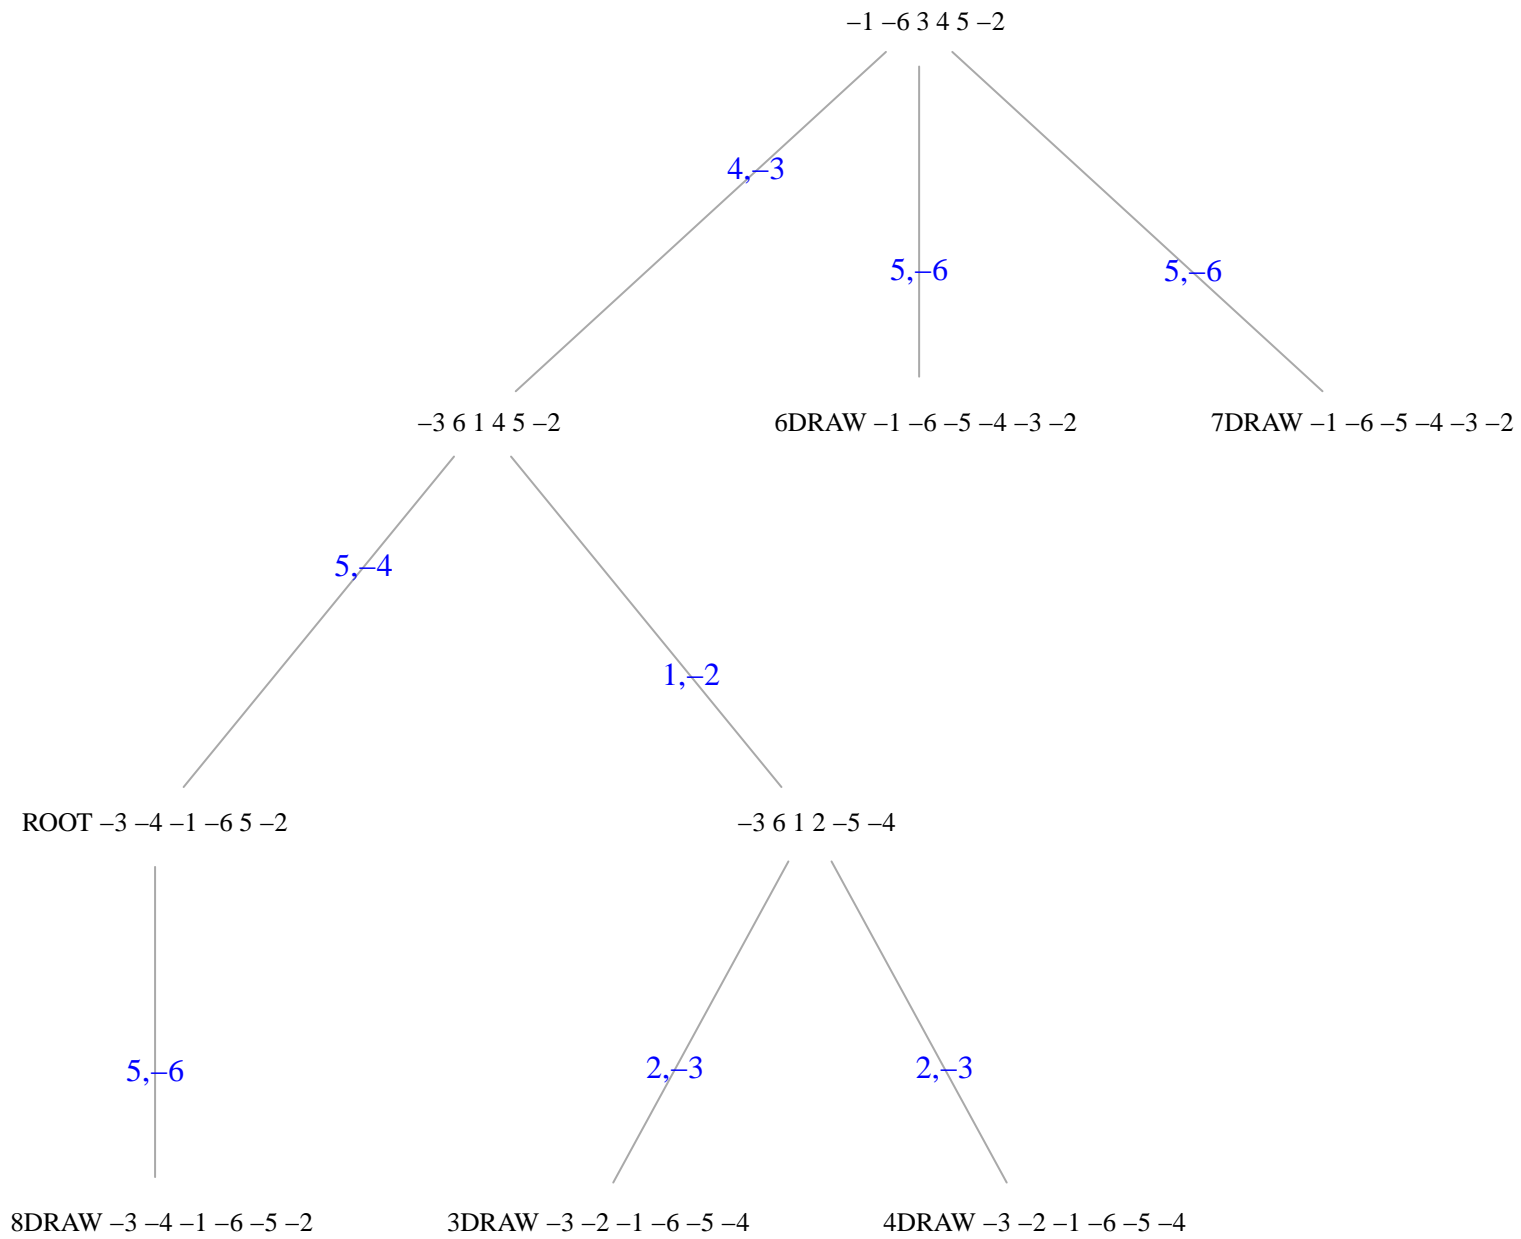 –1 –6 3 4 5 –2
4,–3
5,–6
5,–6
–3 6 1 4 5 –2
6DRAW –1 –6 –5 –4 –3 –2
7DRAW –1 –6 –5 –4 –3 –2
5,–4
1,–2
ROOT –3 –4 –1 –6 5 –2
–3 6 1 2 –5 –4
5,–6
2,–3
2,–3
8DRAW –3 –4 –1 –6 –5 –2
3DRAW –3 –2 –1 –6 –5 –4
4DRAW –3 –2 –1 –6 –5 –4